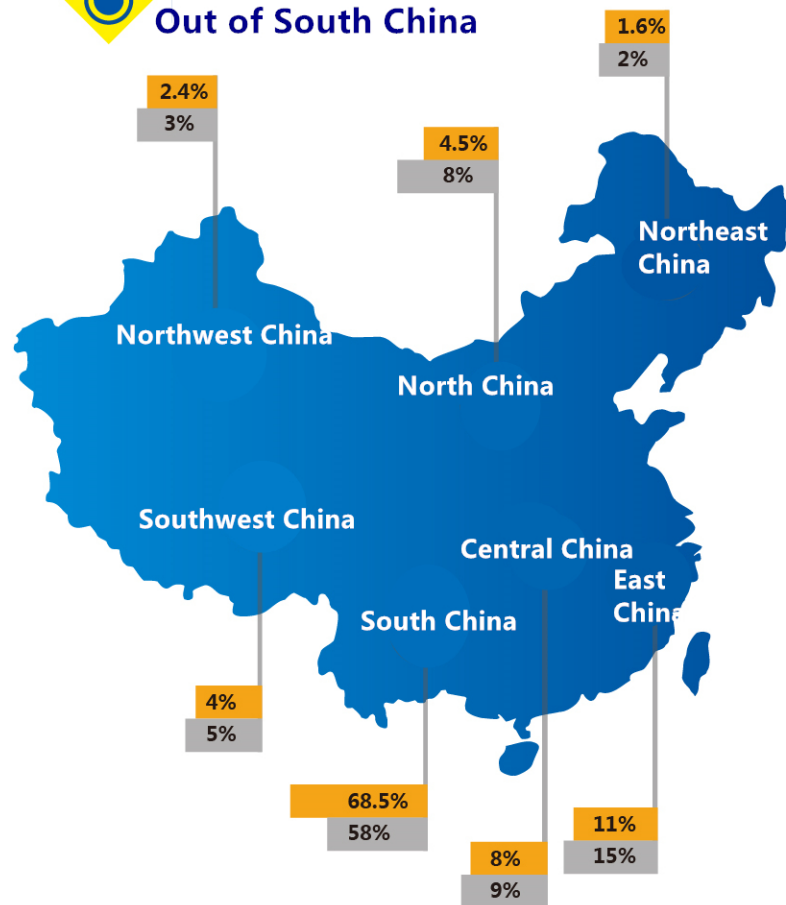 Out of South China
1.6%
2%
2.4%
3%
4.5%
8%
Northeast
China
Northwest China
North China
Southwest China
Central China
East
China
South China
4%
5%
68.5%
58%
11%
15%
8%
9%